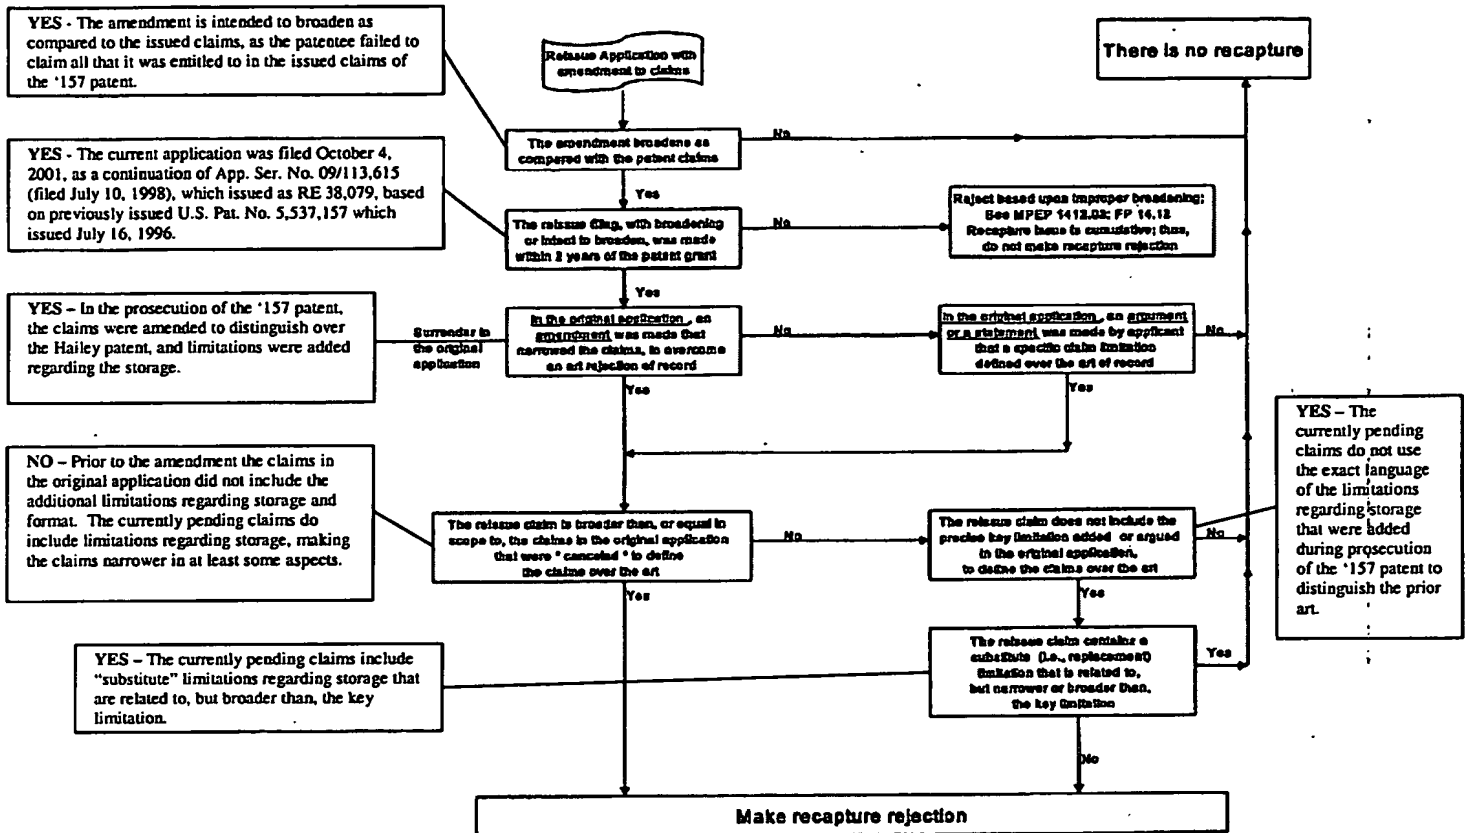 YES - The amendment is intended to broaden as
compared to the issued claims, as the patentee failed to
claim all that it was entitled to in the issued claims of
the '157 patent.
Reissue Application with
amendment to claims
There is no recapture
The amendment broadens as
compared with the patent claims
No
Yes
YES - The current application was filed October 4,
2001, as a continuation of App. Ser. No. 09/113,615
(filed July 10, 1998), which issued as RE 38,079, based
on previously issued U.S. Pat. No. 5,537,157 which
issued July 16, 1996.
The reissue filing, with broadening
or intent to broaden, was made
within 2 years of the patent grant
No
Reject based upon improper broadening;
See MPEP 1412.03; FP 14.12
Recapture issue is cumulative; thus,
do not make recapture rejection
Yes
YES – In the prosecution of the '157 patent,
the claims were amended to distinguish over
the Hailey patent, and limitations were added
regarding the storage.
Surrender in
the original
application
In the original application, an
amendment was made that
narrowed the claims, to overcome
an art rejection of record
No
In the original application, an argument
or a statement was made by applicant
that a specific claim limitation
defined over the art of record
No
Yes
Yes
NO – Prior to the amendment the claims in
the original application did not include the
additional limitations regarding storage and
format. The currently pending claims do
include limitations regarding storage, making
the claims narrower in at least some aspects.
The reissue claim is broader than, or equal in
scope to, the claims in the original application
that were "canceled" to define
the claims over the art
No
The reissue claim does not include the
precise key limitation added or argued
in the original application,
to define the claims over the art
No
YES – The
currently pending
claims do not use
the exact language
of the limitations
regarding storage
that were added
during prosecution
of the '157 patent to
distinguish the prior
art.
Yes
Yes
YES – The currently pending claims include
“substitute” limitations regarding storage that
are related to, but broader than, the key
limitation.
The reissue claim contains a
substitute (i.e., replacement)
limitation that is related to,
but narrower or broader than,
the key limitation
Yes
No
Make recapture rejection